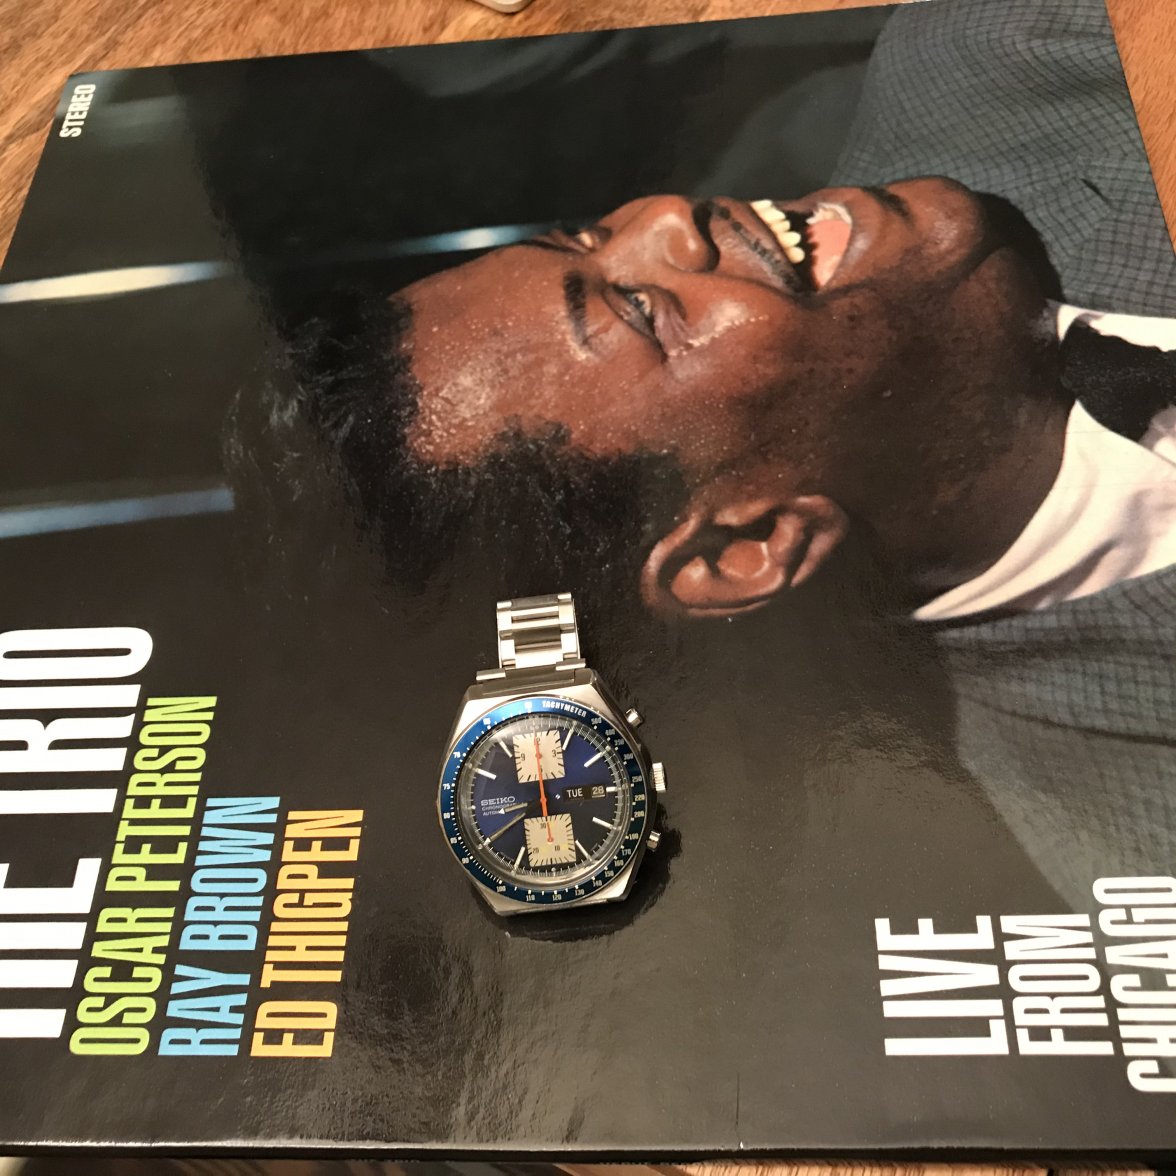 STEREO
THE TRIO
OSCAR PETERSON
RAY BROWN
ED THIGPEN
LIVE
FROM
CHICAGO
TACHYMETER
SEIKO
CHRONOGRAPH
AUTOMATIC
TUE 28